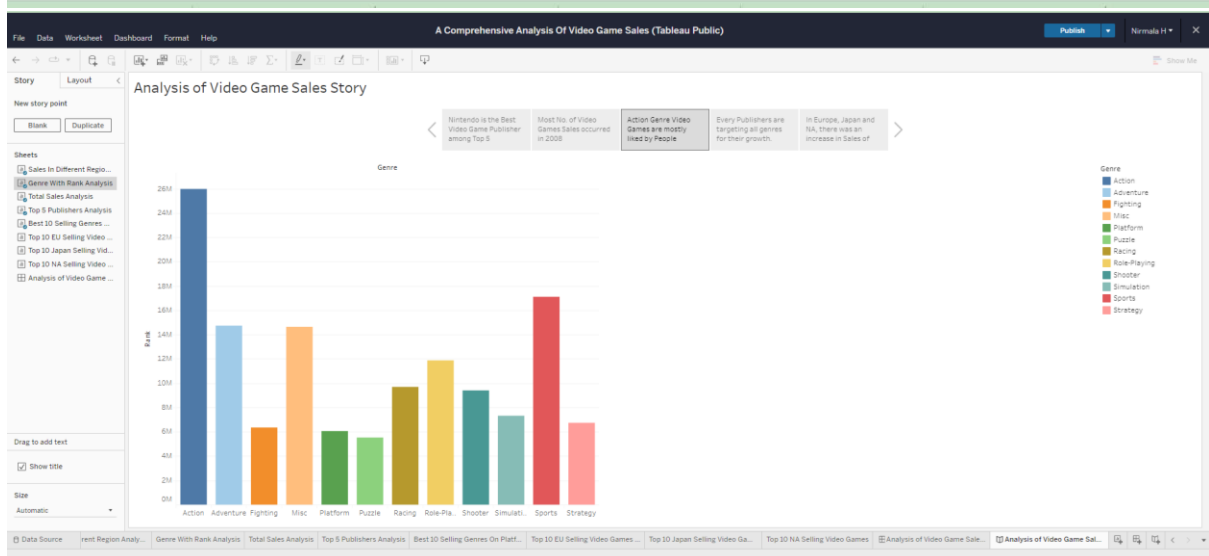 A Comprehensive Analysis Of Video Game Sales (Tableau Public)
Publish
Nirmala H
File Data Worksheet Dashboard Format Help
Show Me
Story Layout
New story point
Blank Duplicate
Sheets
Sales In Different Regio...
Genre With Rank Analysis
Total Sales Analysis
Top 5 Publishers Analysis
Best 10 Selling Genres ...
Top 10 EU Selling Video ...
Top 10 Japan Selling Vid...
Top 10 NA Selling Video ...
Analysis of Video Game ...
Drag to add text
Show title
Size
Automatic
Analysis of Video Game Sales Story
Nintendo is the Best
Video Game Publisher
among Top 5
Most No. of Video
Games Sales occurred
in 2008
Action Genre Video
Games are mostly
liked by People
Every Publishers are
targeting all genres
for their growth.
In Europe, Japan and
NA, there was an
increase in Sales of
Genre
Rank
26M
24M
22M
20M
18M
16M
14M
12M
10M
8M
6M
4M
2M
0M
Action Adventure Fighting Misc Platform Puzzle Racing Role-Pla.. Shooter Simulati.. Sports Strategy
Genre
Action
Adventure
Fighting
Misc
Platform
Puzzle
Racing
Role-Playing
Shooter
Simulation
Sports
Strategy
Data Source rent Region Analy... Genre With Rank Analysis Total Sales Analysis Top 5 Publishers Analysis Best 10 Selling Genres On Platf... Top 10 EU Selling Video Games ... Top 10 Japan Selling Video Ga... Top 10 NA Selling Video Games Analysis of Video Game Sale... Analysis of Video Game Sal...